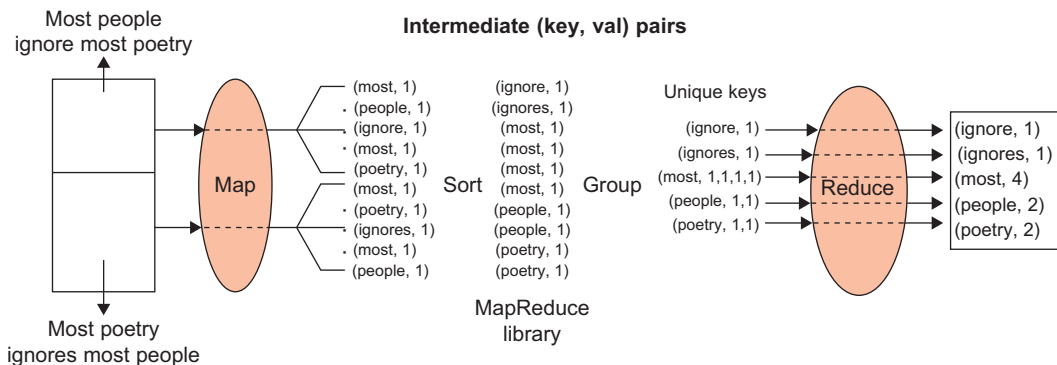 Most people
ignore most poetry
Intermediate (key, val) pairs
Map
(most, 1)
(people, 1)
(ignore, 1)
(most, 1)
(poetry, 1)
(most, 1)
(poetry, 1)
(ignores, 1)
(most, 1)
(people, 1)
Sort
(ignore, 1)
(ignores, 1)
(most, 1)
(most, 1)
(most, 1)
(most, 1)
(people, 1)
(people, 1)
(poetry, 1)
(poetry, 1)
Group
MapReduce
library
Unique keys
(ignore, 1)
(ignores, 1)
(most, 1,1,1,1)
(people, 1,1)
(poetry, 1,1)
Reduce
(ignore, 1)
(ignores, 1)
(most, 4)
(people, 2)
(poetry, 2)
Most poetry
ignores most people